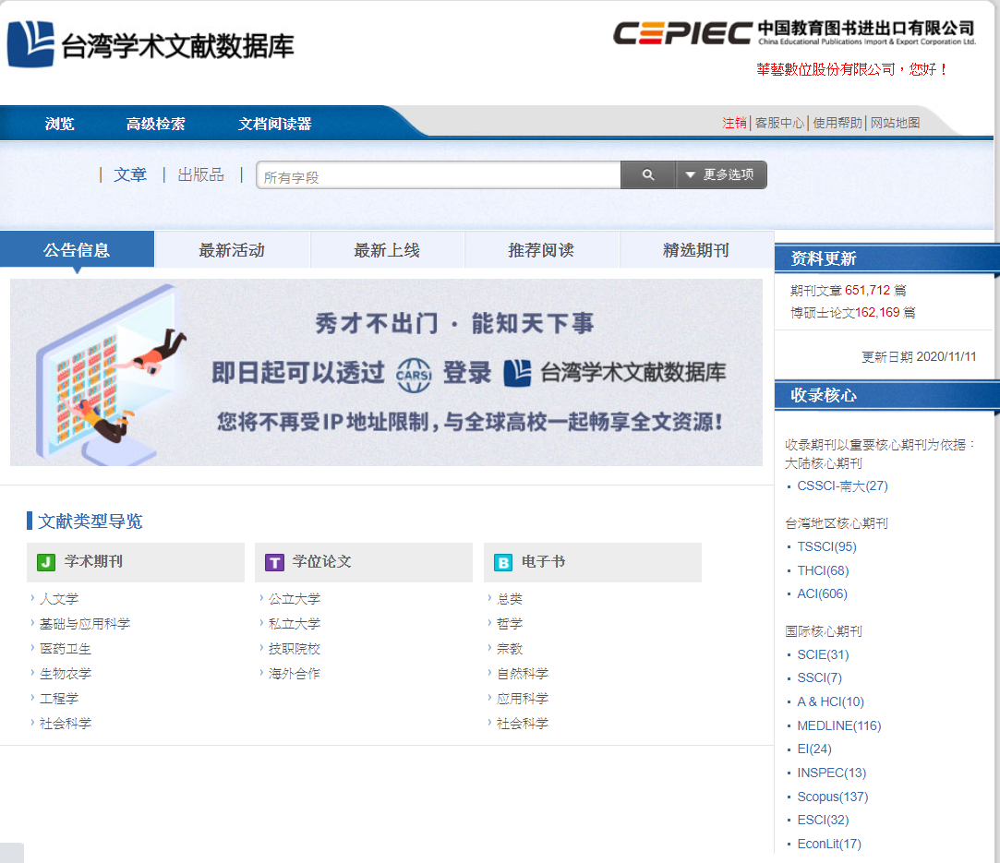 台湾学术文献数据库
CEPIEC 中国教育图书进出口有限公司
China Educational Publications Import & Export Corporation Ltd.
華藝數位股份有限公司，您好！
浏览 高级检索 文档阅读器
注销| 客服中心| 使用帮助| 网站地图
| 文章 | 出版品 | 所有字段 更多选项
公告信息 最新活动 最新上线 推荐阅读 精选期刊
秀才不出门 · 能知天下事
即日起可以透过 CARSI 登录 台湾学术文献数据库
您将不再受IP地址限制，与全球高校一起畅享全文资源！
资料更新
期刊文章 651,712 篇
博硕士论文162,169 篇
更新日期 2020/11/11
收录核心
收录期刊以重要核心期刊为依据：
大陆核心期刊
CSSCI-南大(27)
台湾地区核心期刊
TSSCI(95)
THCI(68)
ACI(606)
国际核心期刊
SCIE(31)
SSCI(7)
A & HCI(10)
MEDLINE(116)
EI(24)
INSPEC(13)
Scopus(137)
ESCI(32)
EconLit(17)
文献类型导览
J 学术期刊
人文学
基础与应用科学
医药卫生
生物农学
工程学
社会科学
T 学位论文
公立大学
私立大学
技职院校
海外合作
B 电子书
总类
哲学
宗教
自然科学
应用科学
社会科学